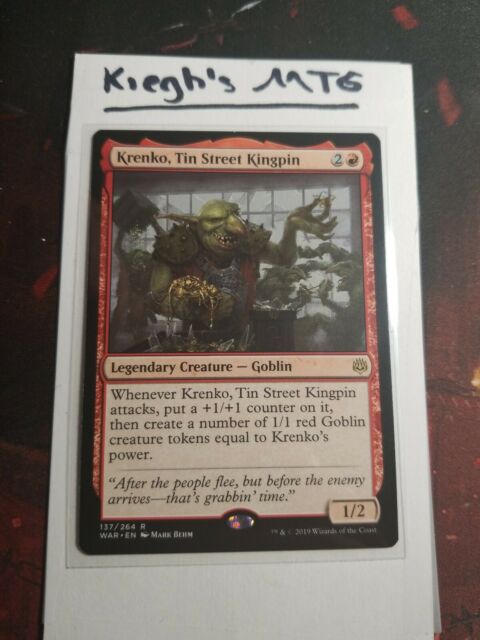 Kiegh's MTG
Krenko, Tin Street Kingpin 2
Legendary Creature — Goblin
Whenever Krenko, Tin Street Kingpin
attacks, put a +1/+1 counter on it,
then create a number of 1/1 red Goblin
creature tokens equal to Krenko's
power.
"After the people flee, but before the enemy
arrives—that's grabbin' time."
1/2
137/264 R
WAR • EN Mark Behm
™ & © 2019 Wizards of the Coast